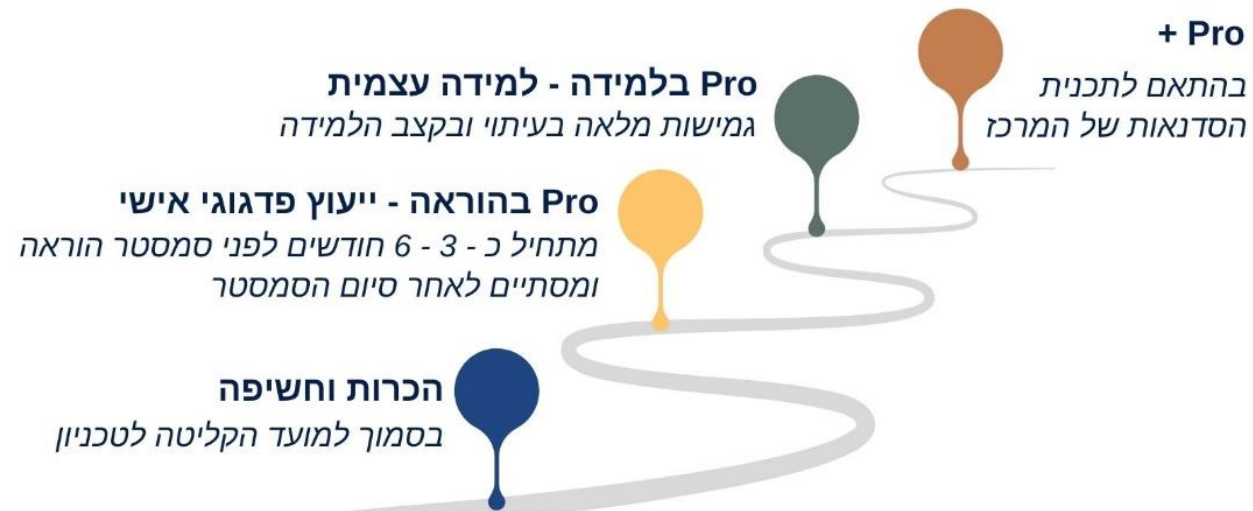 Pro +
בהתאם לתכנית
הסדנאות של המרכז
Pro בלמידה - למידה עצמית
גמישות מלאה בעיתוי ובקצב הלמידה
Pro בהוראה - ייעוץ פדגוגי אישי
מתחיל כ - 3 - 6 חודשים לפני סמסטר הוראה
ומסתיים לאחר סיום הסמסטר
הכרות וחשיפה
בסמוך למועד הקליטה לטכניון